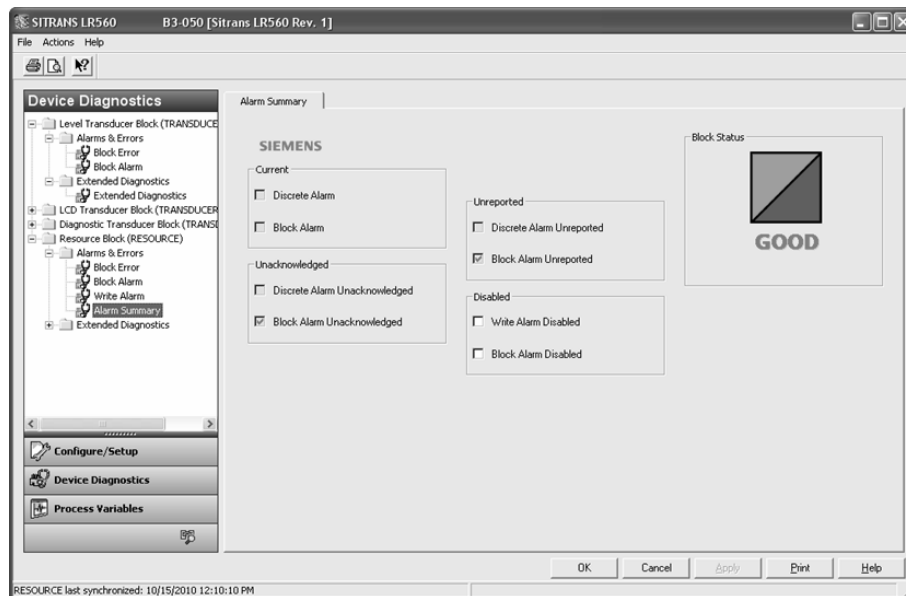 SITRANS LR560 B3-050 [Sitrans LR560 Rev. 1]
File Actions Help
Device Diagnostics
Level Transducer Block (TRANSDUCE
Alarms & Errors
Block Error
Block Alarm
Extended Diagnostics
Extended Diagnostics
LCD Transducer Block (TRANSDUCER
Diagnostic Transducer Block (TRANSD
Resource Block (RESOURCE)
Alarms & Errors
Block Error
Block Alarm
Write Alarm
Alarm Summary
Extended Diagnostics
Configure/Setup
Device Diagnostics
Process Variables
Alarm Summary
SIEMENS
Current
Discrete Alarm
Block Alarm
Unacknowledged
Discrete Alarm Unacknowledged
Block Alarm Unacknowledged
Unreported
Discrete Alarm Unreported
Block Alarm Unreported
Disabled
Write Alarm Disabled
Block Alarm Disabled
Block Status
GOOD
OK Cancel Apply Print Help
RESOURCE last synchronized: 10/15/2010 12:10:10 PM